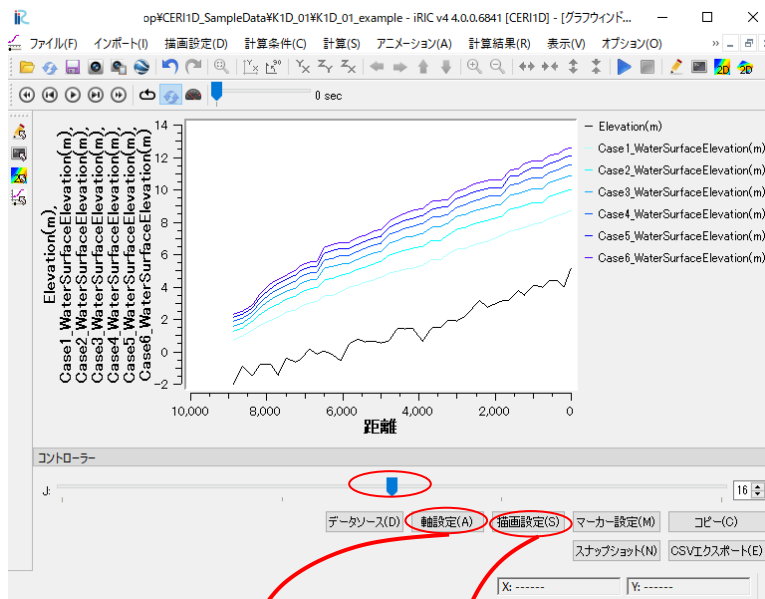 op¥CERI1D_SampleData¥K1D_01¥K1D_01_example - iRIC v4 4.0.0.6841 [CERI1D] - [グラフウィンド...
ファイル(F) インポート(I) 描画設定(D) 計算条件(C) 計算(S) アニメーション(A) 計算結果(R) 表示(V) オプション(O) »
0 sec
Elevation(m),
Case1_WaterSurfaceElevation(m),
Case2_WaterSurfaceElevation(m),
Case3_WaterSurfaceElevation(m),
Case4_WaterSurfaceElevation(m),
Case5_WaterSurfaceElevation(m),
Case6_WaterSurfaceElevation(m)
14
12
10
8
6
4
2
0
-2
10,000 8,000 6,000 4,000 2,000 0
距離
Elevation(m)
Case1_WaterSurfaceElevation(m)
Case2_WaterSurfaceElevation(m)
Case3_WaterSurfaceElevation(m)
Case4_WaterSurfaceElevation(m)
Case5_WaterSurfaceElevation(m)
Case6_WaterSurfaceElevation(m)
コントローラー
J: 16
データソース(D) 軸設定(A) 描画設定(S) マーカー設定(M) コピー(C)
スナップショット(N) CSVエクスポート(E)
X: ------ Y: ------